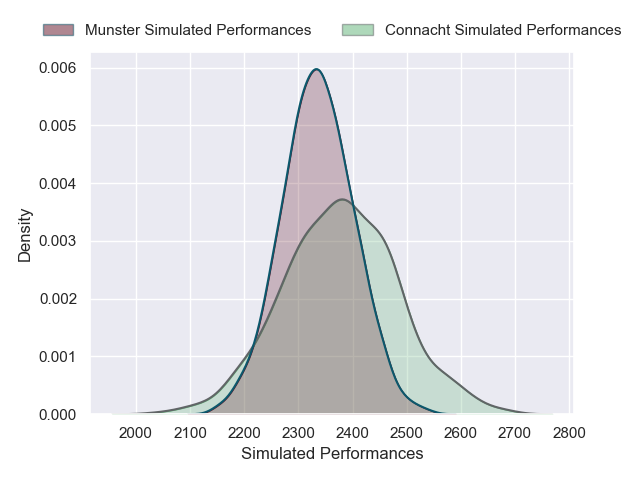 Munster Simulated Performances
Connacht Simulated Performances
0.006
0.005
0.004
0.003
0.002
0.001
0.000
Density
2000 2100 2200 2300 2400 2500 2600 2700 2800
Simulated Performances